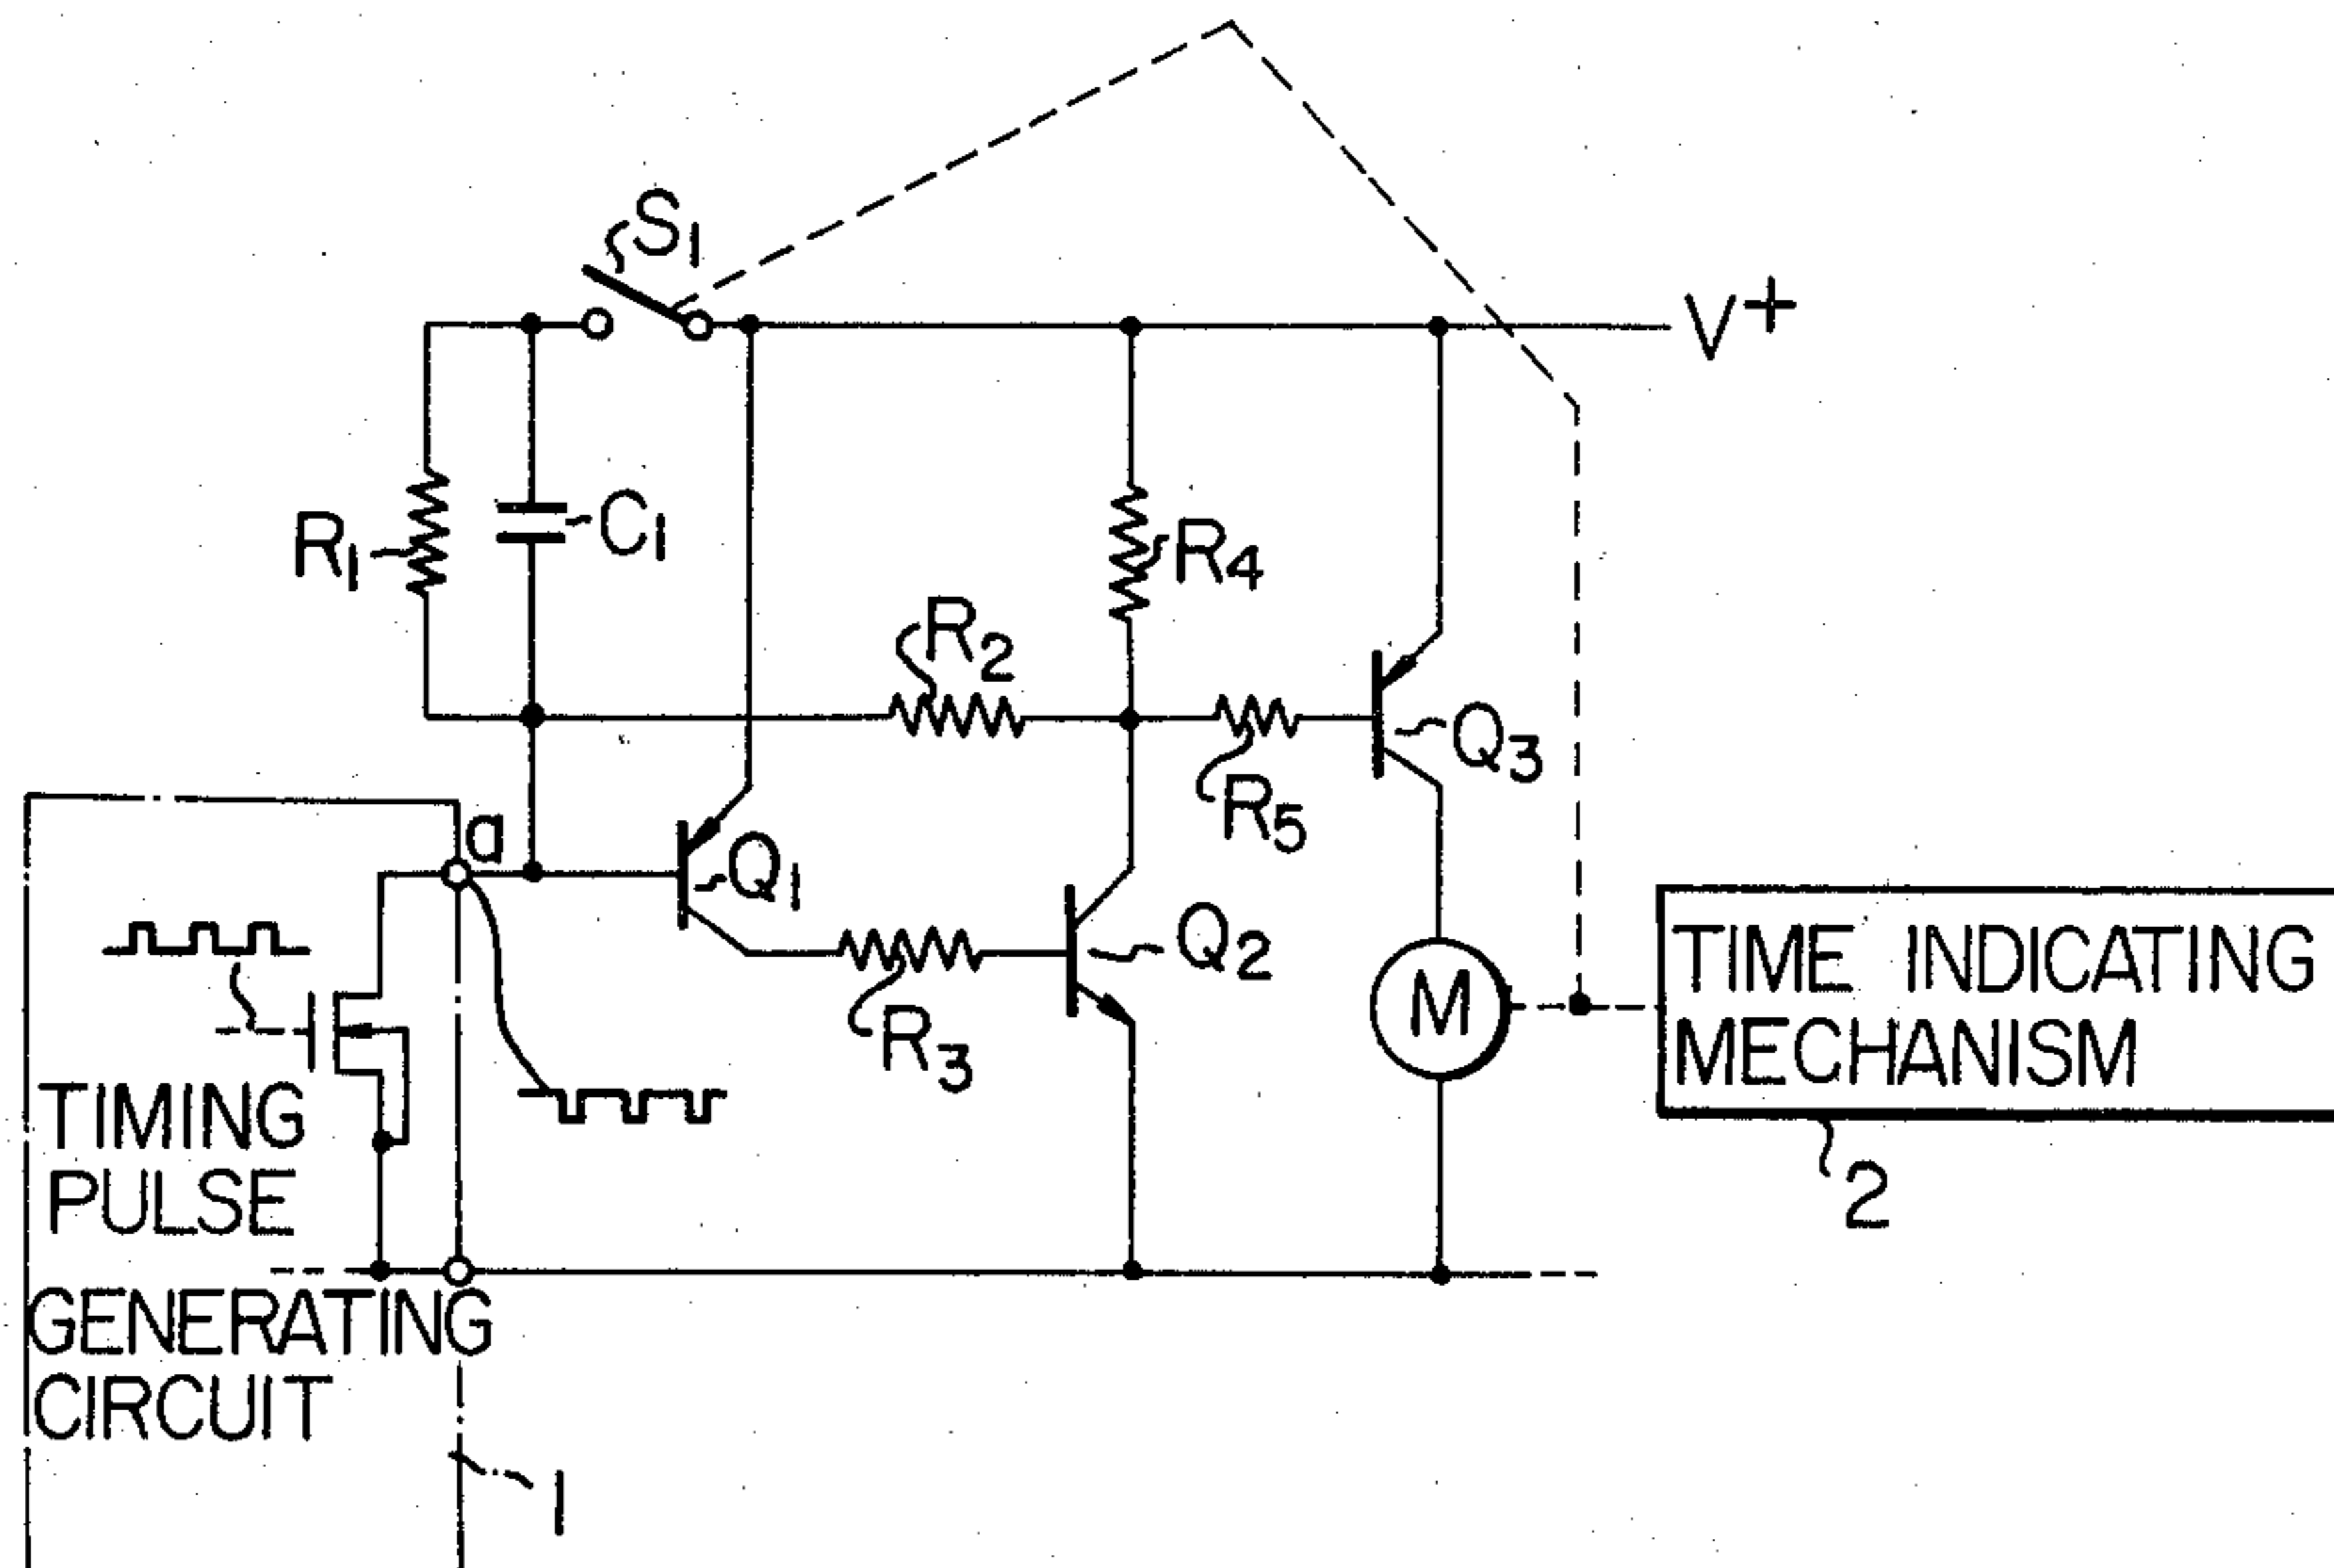 S1
V+
R1
C1
R4
R2
Q3
R5
a
Q1
Q2
R3
M
TIME INDICATING
MECHANISM
2
TIMING
PULSE
GENERATING
CIRCUIT
1